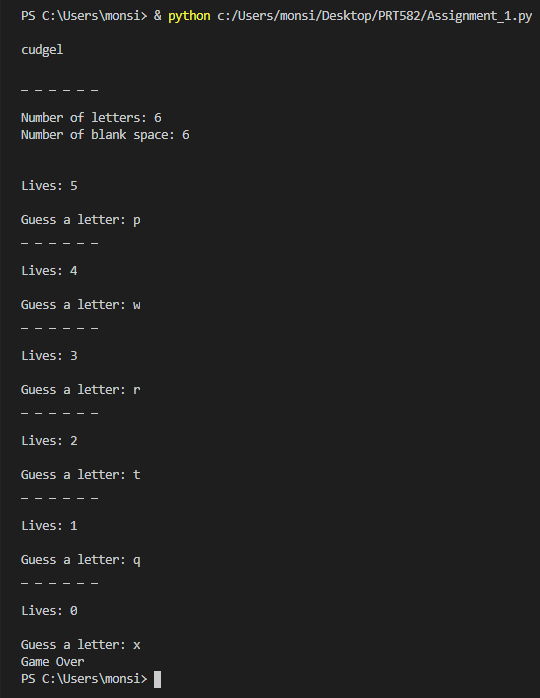 PS C:\Users\monsi> & python c:/Users/monsi/Desktop/PRT582/Assignment_1.py
cudgel
_ _ _ _ _ _
Number of letters: 6
Number of blank space: 6
Lives: 5
Guess a letter: p
_ _ _ _ _ _
Lives: 4
Guess a letter: w
_ _ _ _ _ _
Lives: 3
Guess a letter: r
_ _ _ _ _ _
Lives: 2
Guess a letter: t
_ _ _ _ _ _
Lives: 1
Guess a letter: q
_ _ _ _ _ _
Lives: 0
Guess a letter: x
Game Over
PS C:\Users\monsi>